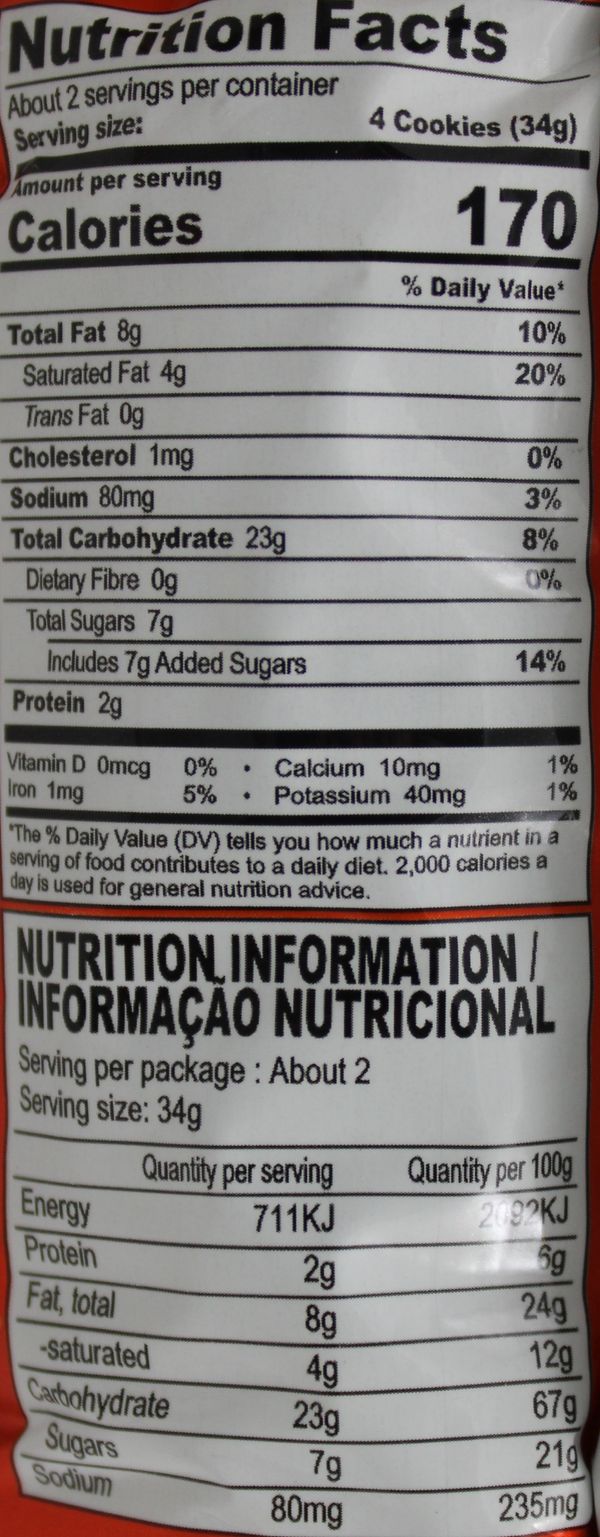 Nutrition Facts
About 2 servings per container
Serving size: 4 Cookies (34g)
Amount per serving
Calories 170
% Daily Value*
Total Fat 8g 10%
Saturated Fat 4g 20%
Trans Fat 0g
Cholesterol 1mg 0%
Sodium 80mg 3%
Total Carbohydrate 23g 8%
Dietary Fibre 0g 0%
Total Sugars 7g
Includes 7g Added Sugars 14%
Protein 2g
Vitamin D 0mcg 0% • Calcium 10mg 1%
Iron 1mg 5% • Potassium 40mg 1%
*The % Daily Value (DV) tells you how much a nutrient in a
serving of food contributes to a daily diet. 2,000 calories a
day is used for general nutrition advice.
NUTRITION INFORMATION /
INFORMAÇÃO NUTRICIONAL
Serving per package : About 2
Serving size: 34g
Quantity per serving Quantity per 100g
Energy 711KJ 2092KJ
Protein 2g 6g
Fat, total 8g 24g
-saturated 4g 12g
Carbohydrate 23g 67g
Sugars 7g 21g
Sodium 80mg 235mg